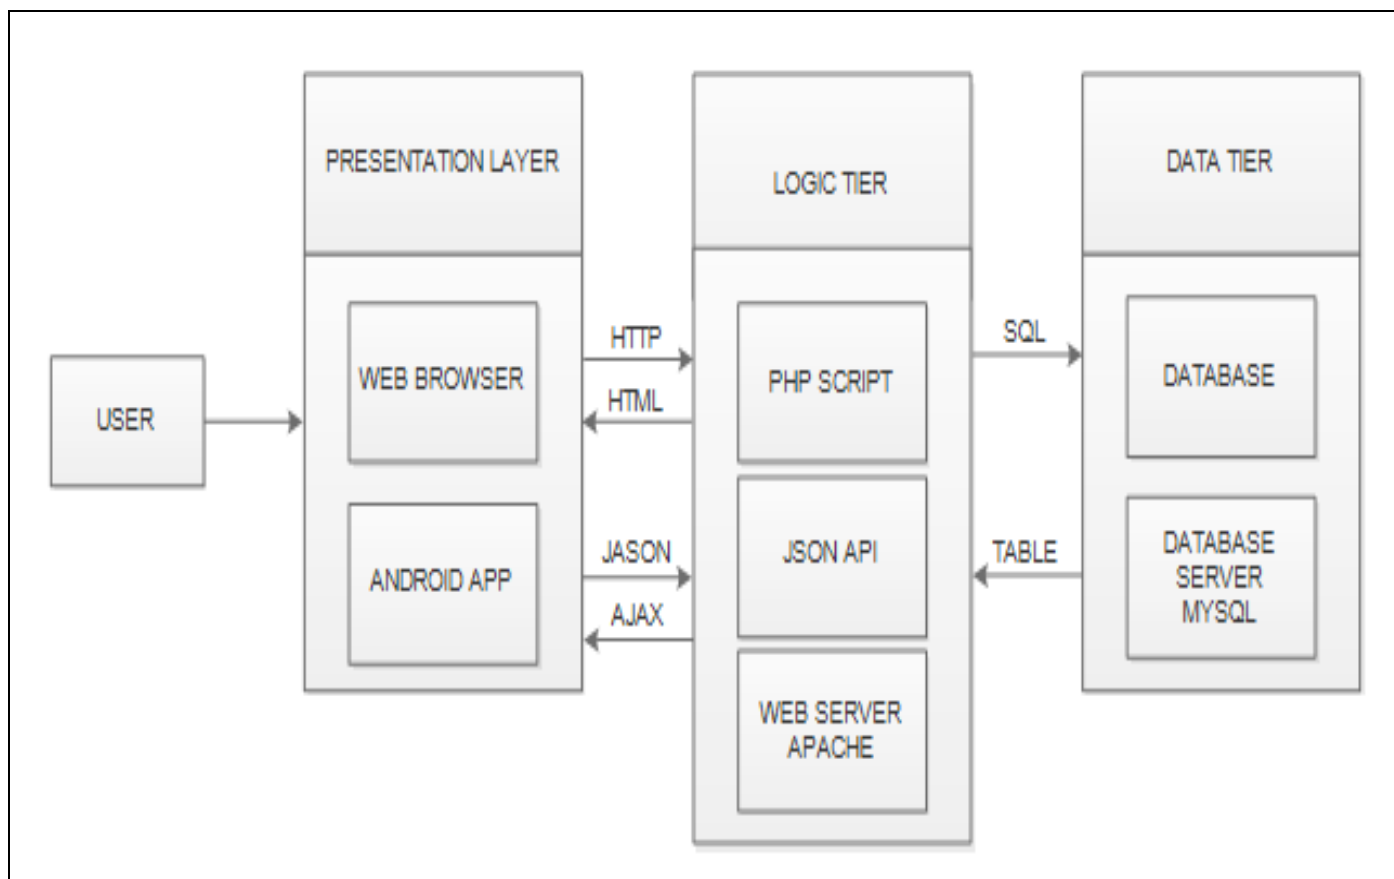 PRESENTATION LAYER
LOGIC TIER
DATA TIER
USER
WEB BROWSER
ANDROID APP
HTTP
HTML
JASON
AJAX
PHP SCRIPT
JSON API
WEB SERVER
APACHE
SQL
TABLE
DATABASE
DATABASE
SERVER
MYSQL